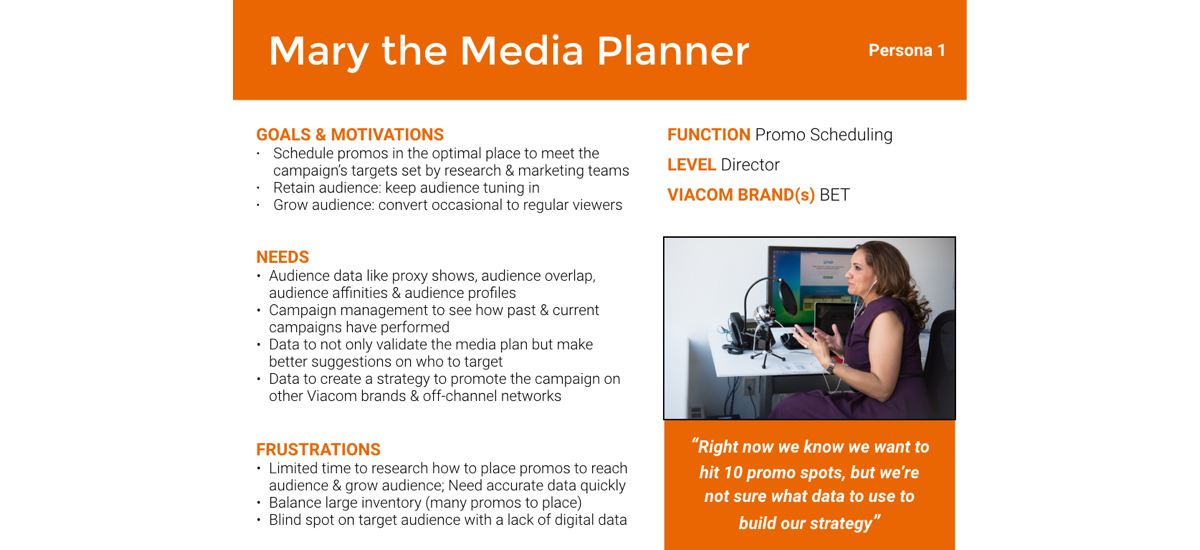 Mary the Media Planner
Persona 1
GOALS & MOTIVATIONS
· Schedule promos in the optimal place to meet the
campaign's targets set by research & marketing teams
· Retain audience: keep audience tuning in
· Grow audience: convert occasional to regular viewers
NEEDS
• Audience data like proxy shows, audience overlap,
audience affinities & audience profiles
• Campaign management to see how past & current
campaigns have performed
• Data to not only validate the media plan but make
better suggestions on who to target
• Data to create a strategy to promote the campaign on
other Viacom brands & off-channel networks
FRUSTRATIONS
• Limited time to research how to place promos to reach
audience & grow audience; Need accurate data quickly
• Balance large inventory (many promos to place)
• Blind spot on target audience with a lack of digital data
FUNCTION Promo Scheduling
LEVEL Director
VIACOM BRAND(s) BET
“Right now we know we want to
hit 10 promo spots, but we’re
not sure what data to use to
build our strategy”